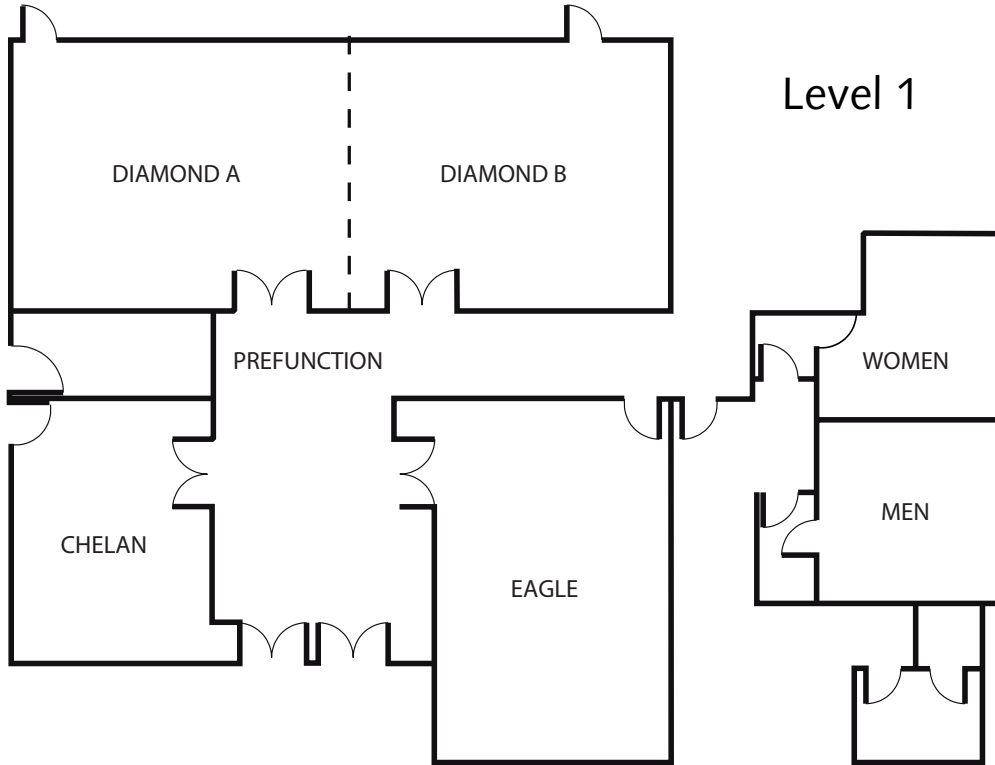 Level 1
DIAMOND A
DIAMOND B
PREFUNCTION
WOMEN
MEN
CHELAN
EAGLE